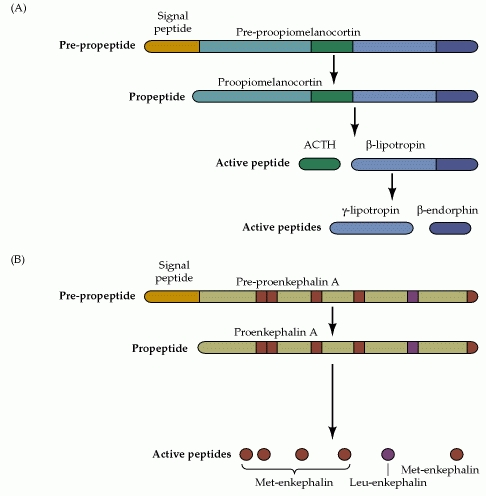 (A)
Signal
peptide
Pre-proopiomelanocortin
Pre-propeptide
Proopiomelanocortin
Propeptide
ACTH
β-lipotropin
Active peptide
γ-lipotropin
β-endorphin
Active peptides
(B)
Signal
peptide
Pre-proenkephalin A
Pre-propeptide
Proenkephalin A
Propeptide
Active peptides
Met-enkephalin
Met-enkephalin
Leu-enkephalin